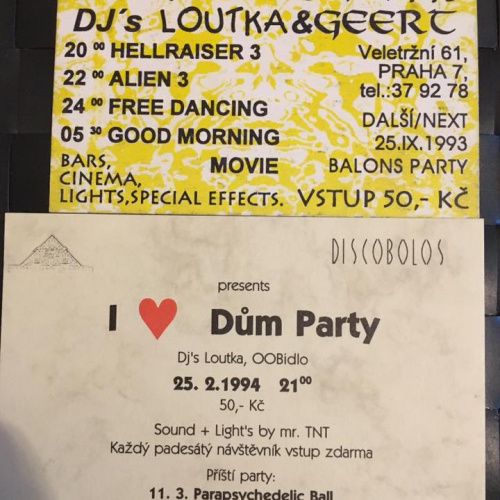 DJ's LOUTKA&GEERT
20 00 HELLRAISER 3
22 00 ALIEN 3
24 00 FREE DANCING
05 30 GOOD MORNING
MOVIE
Veletržní 61,
PRAHA 7,
tel.:37 92 78
DALŠÍ/NEXT
25.IX.1993
BALONS PARTY
BARS,
CINEMA,
LIGHTS,SPECIAL EFFECTS. VSTUP 50,- KČ
DISCOBOLOS
presents
I ❤ Dům Party
Dj's Loutka, OOBidlo
25. 2.1994 21 00
50,- Kč
Sound + Light's by mr. TNT
Každý padesátý návštěvník vstup zdarma
Příští party:
11. 3. Parapsychedelic Ball